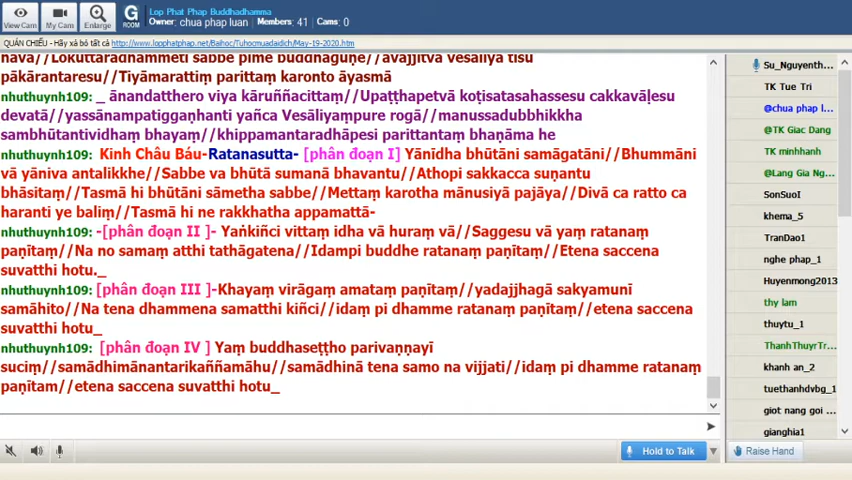 Lop Phat Phap Buddhadhamma
Owner: chua phap luan Members: 41 Cams: 0
View Cam
My Cam
Enlarge
G
ROOM
QUÁN CHIẾU - Hãy xả bỏ tất cả http://www.lophatphap.net/Baihoc/Tuhocmuadaidich/May-19-2020.htm
nava//Lokuttaradhammeti sabbe pime buddhaguṇe//āvajjitvā vesāliyā tīsu
pākārantaresu//Tiyāmarattiṃ parittaṃ karonto āyasmā
nhuthuynh109: _ ānandatthero viya kāruññacittaṃ//Upaṭṭhapetvā koṭisatasahassesu cakkavāḷesu
devatā//yassānampatiggaṇhanti yañca Vesāliyaṃpure rogā//manussadubbhikkha
sambhūtantividhaṃ bhayaṃ//khippamantaradhāpesi parittantaṃ bhaṇāma he
nhuthuynh109: Kinh Châu Báu-Ratanasutta- [phân đoạn I] Yānīdha bhūtāni samāgatāni//Bhummāni
vā yāniva antalikkhe//Sabbe va bhūtā sumanā bhavantu//Athopi sakkacca suṇantu
bhāsitaṃ//Tasmā hi bhūtāni sāmetha sabbe//Mettaṃ karotha mānusiyā pajāya//Divā ca ratto ca
haranti ye baliṃ//Tasmā hi ne rakkhatha appamattā-
nhuthuynh109: -[phân đoạn II ]- Yaṅkiñci vittaṃ idha vā huraṃ vā//Saggesu vā yaṃ ratanaṃ
paṇītaṃ//Na no samaṃ atthi tathāgatena//Idampi buddhe ratanaṃ paṇītaṃ//Etena saccena
suvatthi hotu._
nhuthuynh109: [phân đoạn III ]-Khayaṃ virāgaṃ amataṃ paṇītaṃ//yadajjhagā sakyamunī
samāhito//Na tena dhammena samatthi kiñci//idaṃ pi dhamme ratanaṃ paṇītaṃ//etena saccena
suvatthi hotu_
nhuthuynh109: [phân đoạn IV ] Yaṃ buddhaseṭṭho parivaṇṇayī
suciṃ//samādhimānantarikaññamāhu//samādhinā tena samo na vijjati//idaṃ pi dhamme ratanaṃ
paṇītaṃ//etena saccena suvatthi hotu_
Hold to Talk
Su_Nguyenth...
TK Tue Tri
@chua phap l...
@TK Giac Dang
TK minhhanh
@Lang Gia Ng...
SonSuoI
khema_5
TranDao1
nghe phap_1
Huyenmong2013
thy lam
thuytu_1
ThanhThuyrTr...
khanh an_2
tuethanhdvbg_1
giot nang goi ...
gianghia1
Raise Hand